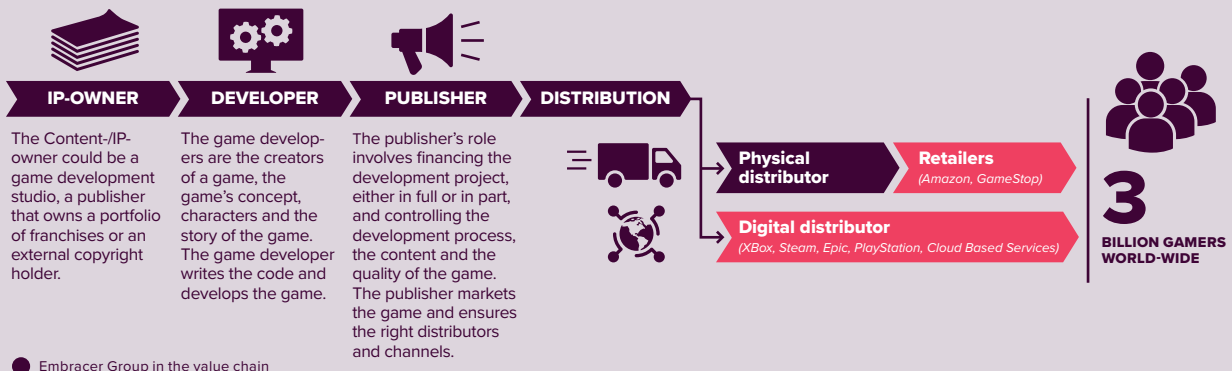 IP-OWNER
DEVELOPER
PUBLISHER
DISTRIBUTION
The Content-/IP-
owner could be a
game development
studio, a publisher
that owns a portfolio
of franchises or an
external copyright
holder.
The game develop-
ers are the creators
of a game, the
game’s concept,
characters and the
story of the game.
The game developer
writes the code and
develops the game.
The publisher’s role
involves financing the
development project,
either in full or in part,
and controlling the
development process,
the content and the
quality of the game.
The publisher markets
the game and ensures
the right distributors
and channels.
Physical
distributor
Retailers
(Amazon, GameStop)
Digital distributor
(XBox, Steam, Epic, PlayStation, Cloud Based Services)
3
BILLION GAMERS
WORLD-WIDE
Embracer Group in the value chain